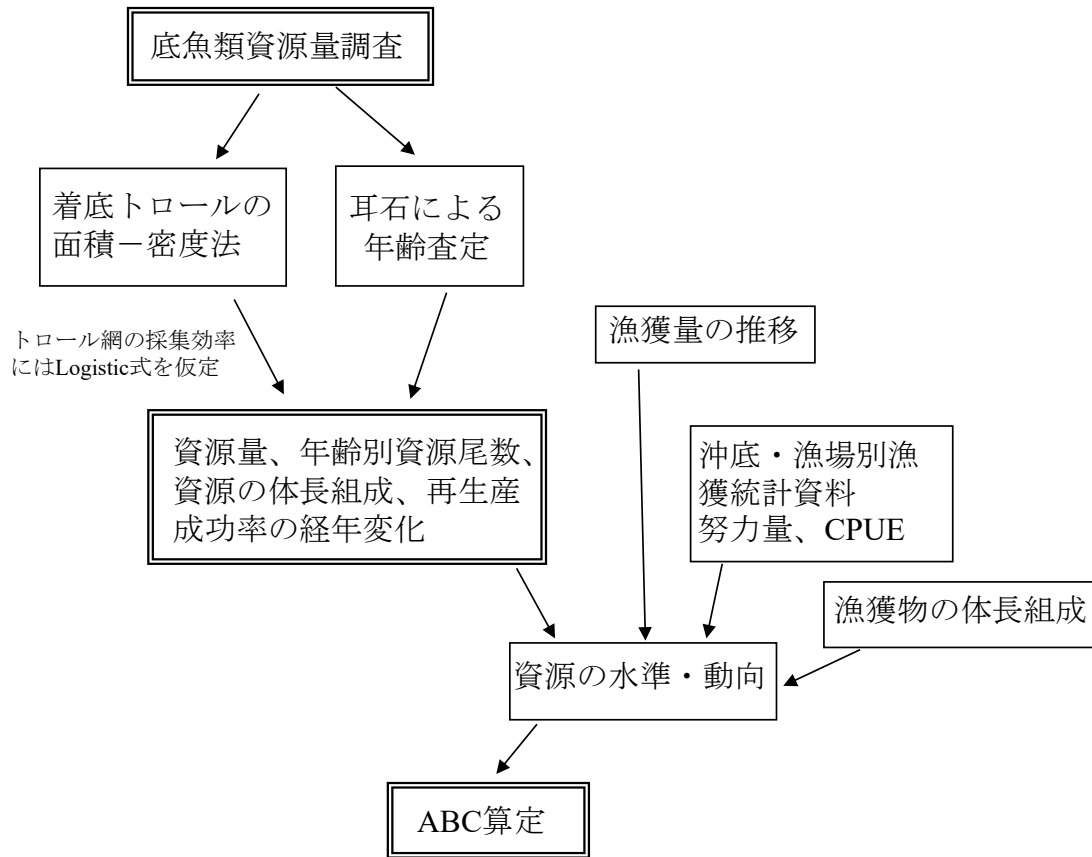 底魚類資源量調査
着底トロールの
面積－密度法
耳石による
年齢査定
トロール網の採集効率
にはLogistic式を仮定
漁獲量の推移
資源量、年齢別資源尾数、
資源の体長組成、再生産
成功率の経年変化
沖底・漁場別漁
獲統計資料
努力量、CPUE
漁獲物の体長組成
資源の水準・動向
ABC算定